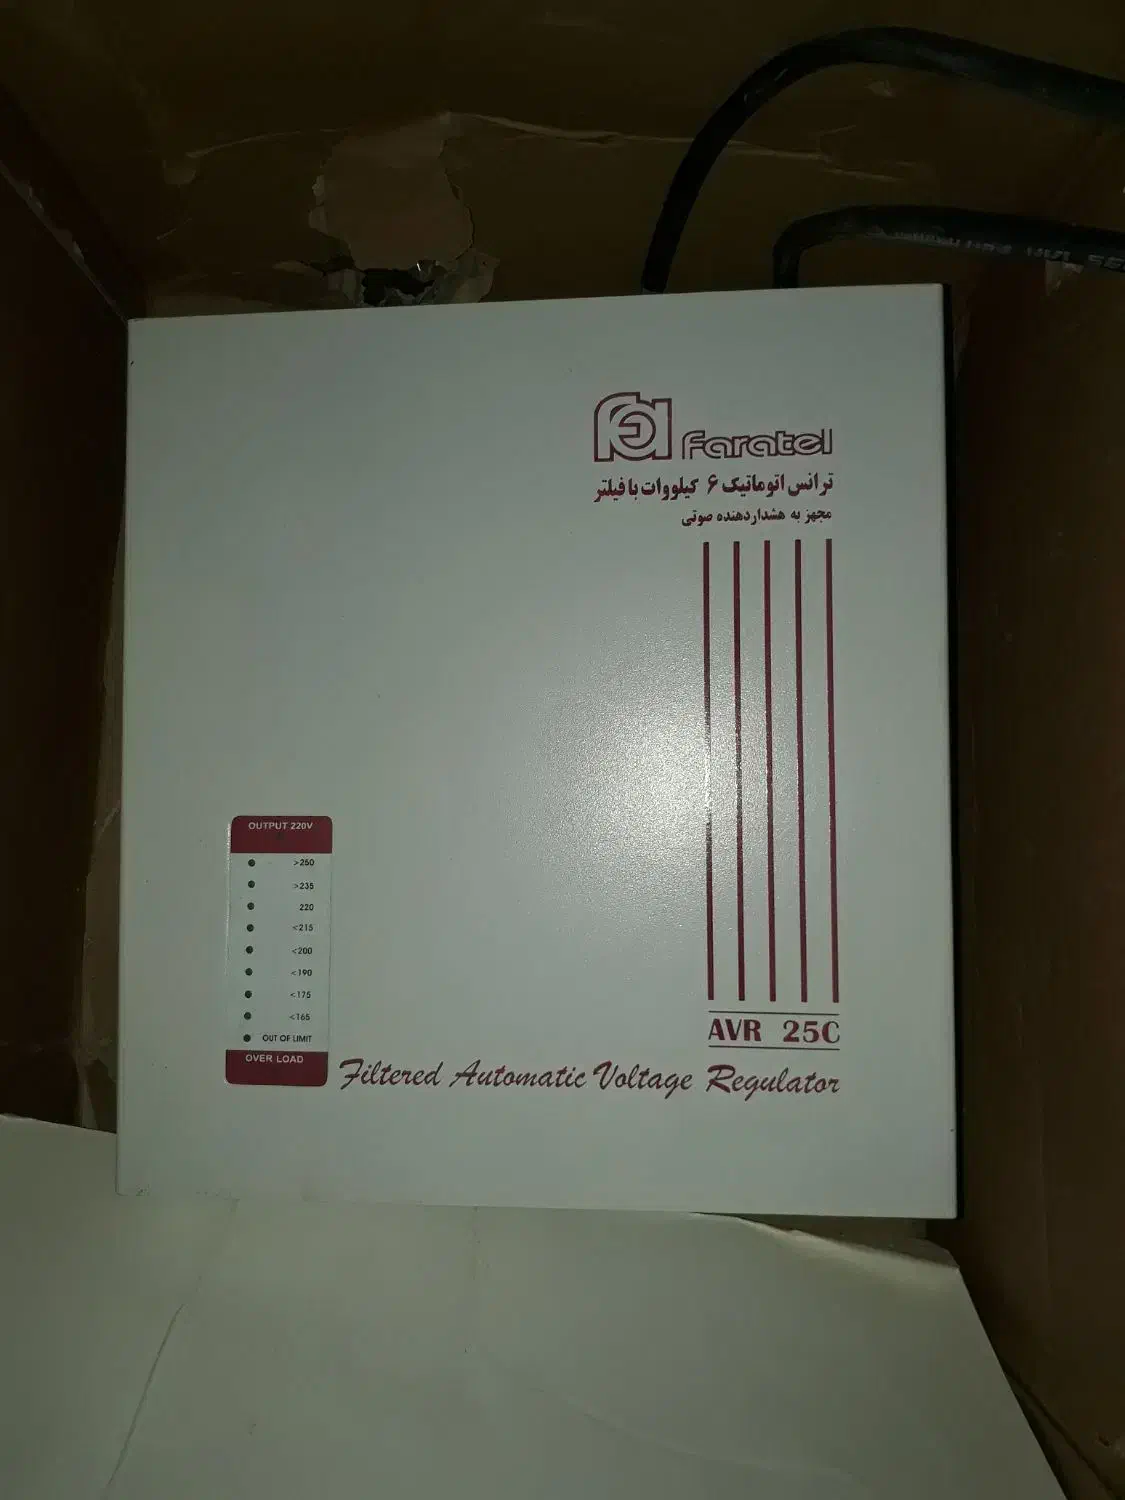 Faratel
ترانس اتوماتیک ۶ کیلووات با فیلتر
مجهز به هشداردهنده صوتی
OUTPUT 220V
>250
>235
220
<215
<200
<190
<175
<165
OUT OF LIMIT
OVER LOAD
AVR 25C
Filtered Automatic Voltage Regulator